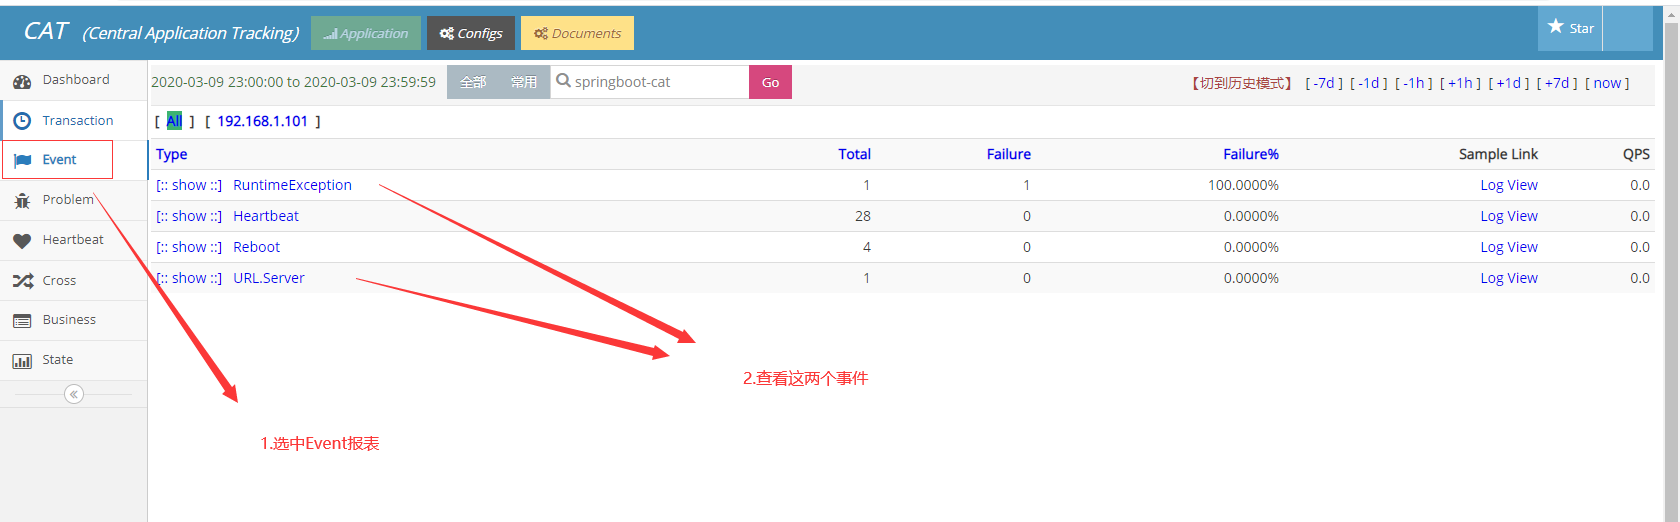 CAT (Central Application Tracking) Application Configs Documents Star
Dashboard
Transaction
Event
Problem
Heartbeat
Cross
Business
State
2020-03-09 23:00:00 to 2020-03-09 23:59:59 全部 常用 springboot-cat Go 【切到历史模式】 [ -7d ] [ -1d ] [ -1h ] [ +1h ] [ +1d ] [ +7d ] [ now ]
[ All ] [ 192.168.1.101 ]
Type Total Failure Failure% Sample Link QPS
[:: show ::] RuntimeException 1 1 100.0000% Log View 0.0
[:: show ::] Heartbeat 28 0 0.0000% Log View 0.0
[:: show ::] Reboot 4 0 0.0000% Log View 0.0
[:: show ::] URL.Server 1 0 0.0000% Log View 0.0
2.查看这两个事件
1.选中Event报表